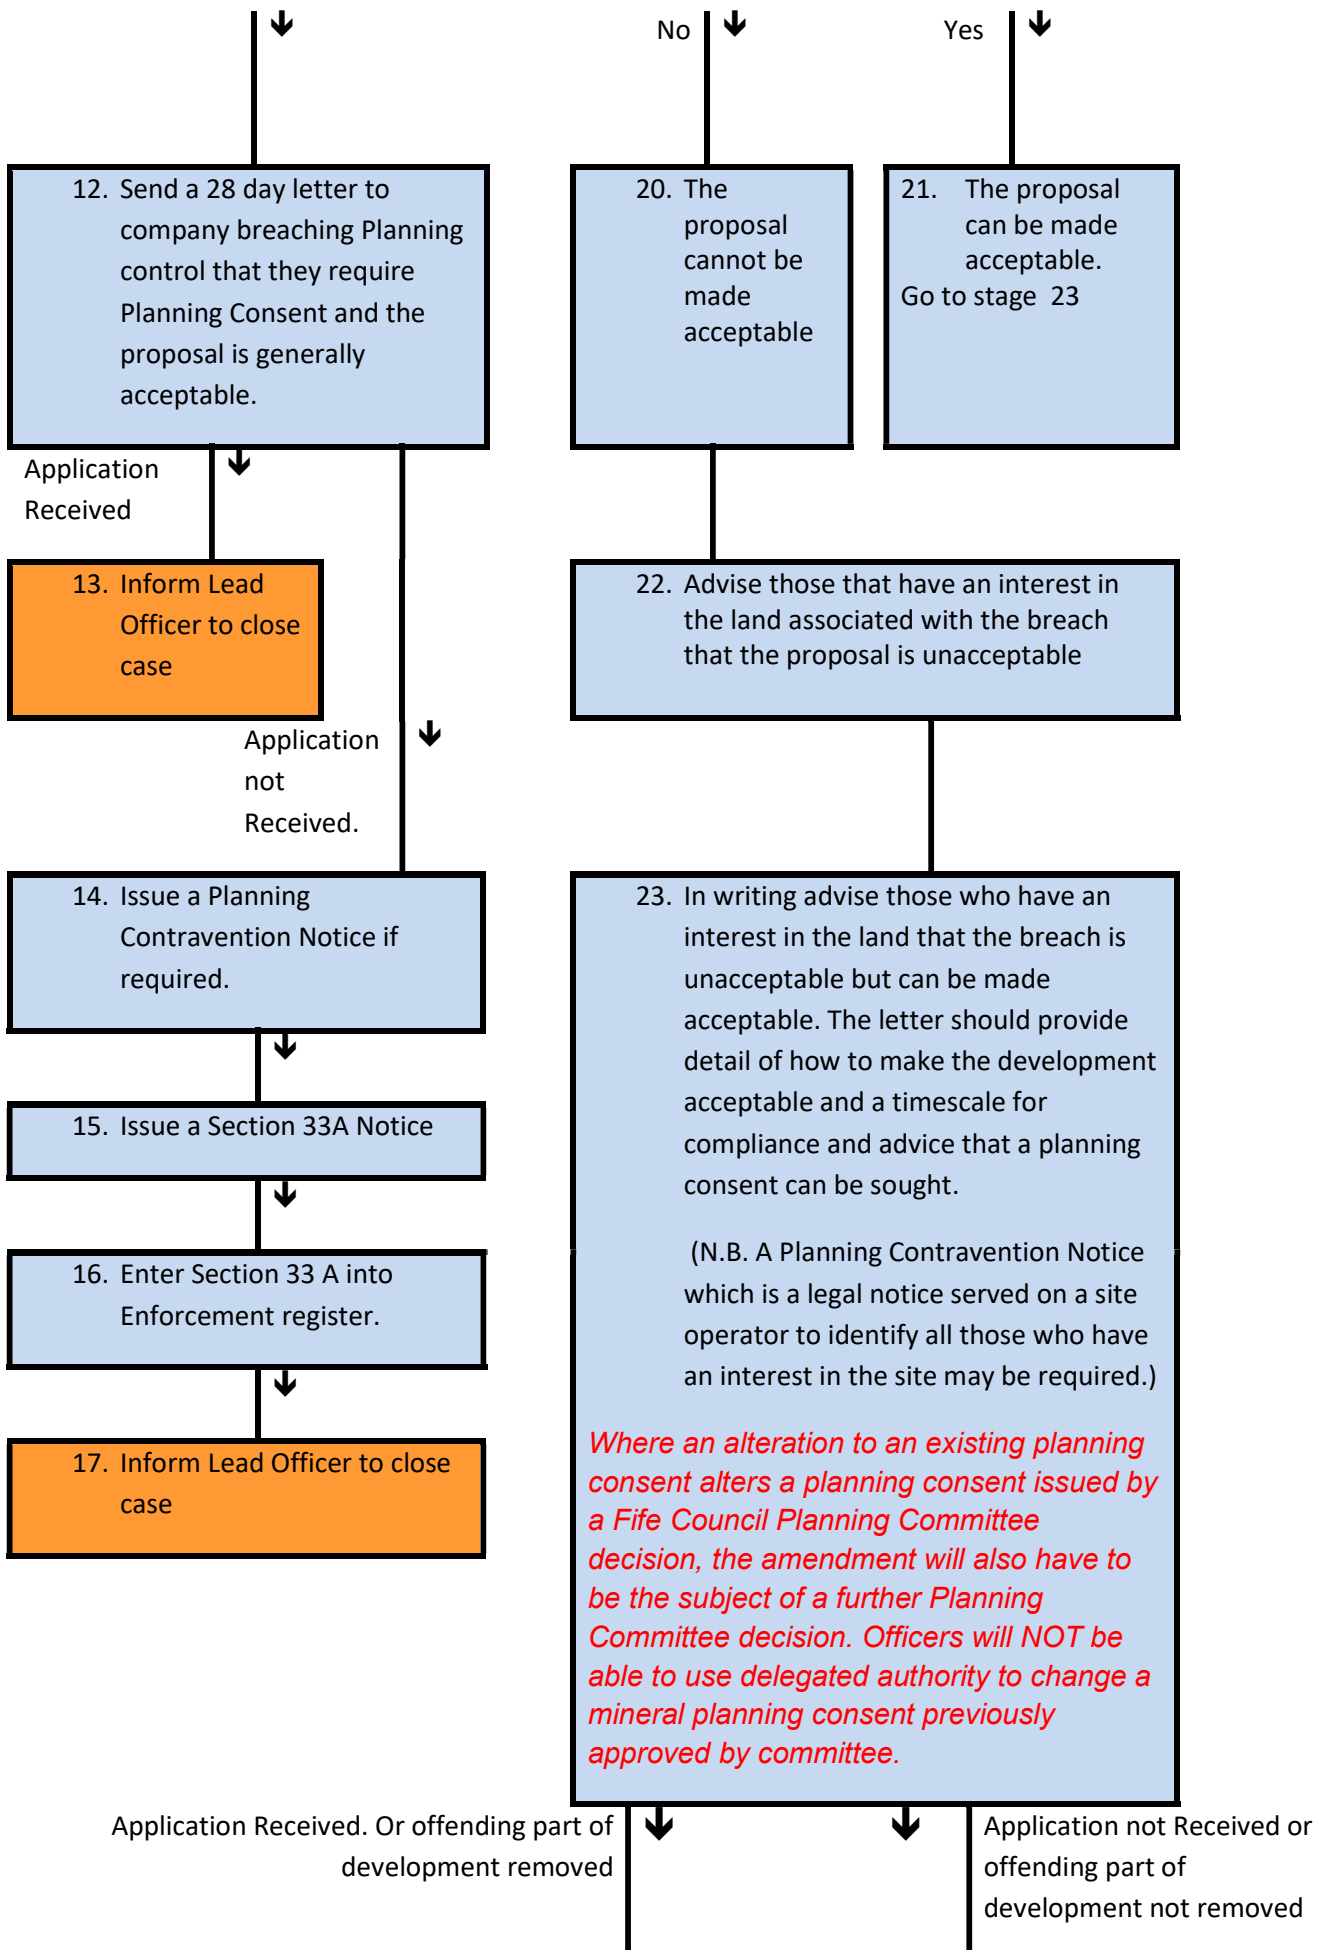 No
Yes
12. Send a 28 day letter to
company breaching Planning
control that they require
Planning Consent and the
proposal is generally
acceptable.
20. The
proposal
cannot be
made
acceptable
21. The proposal
can be made
acceptable.
Go to stage 23
Application
Received
13. Inform Lead
Officer to close
case
22. Advise those that have an interest in
the land associated with the breach
that the proposal is unacceptable
Application
not
Received.
14. Issue a Planning
Contravention Notice if
required.
15. Issue a Section 33A Notice
16. Enter Section 33 A into
Enforcement register.
17. Inform Lead Officer to close
case
23. In writing advise those who have an
interest in the land that the breach is
unacceptable but can be made
acceptable. The letter should provide
detail of how to make the development
acceptable and a timescale for
compliance and advice that a planning
consent can be sought.
(N.B. A Planning Contravention Notice
which is a legal notice served on a site
operator to identify all those who have
an interest in the site may be required.)
Where an alteration to an existing planning
consent alters a planning consent issued by
a Fife Council Planning Committee
decision, the amendment will also have to
be the subject of a further Planning
Committee decision. Officers will NOT be
able to use delegated authority to change a
mineral planning consent previously
approved by committee.
Application Received. Or offending part of
development removed
Application not Received or
offending part of
development not removed